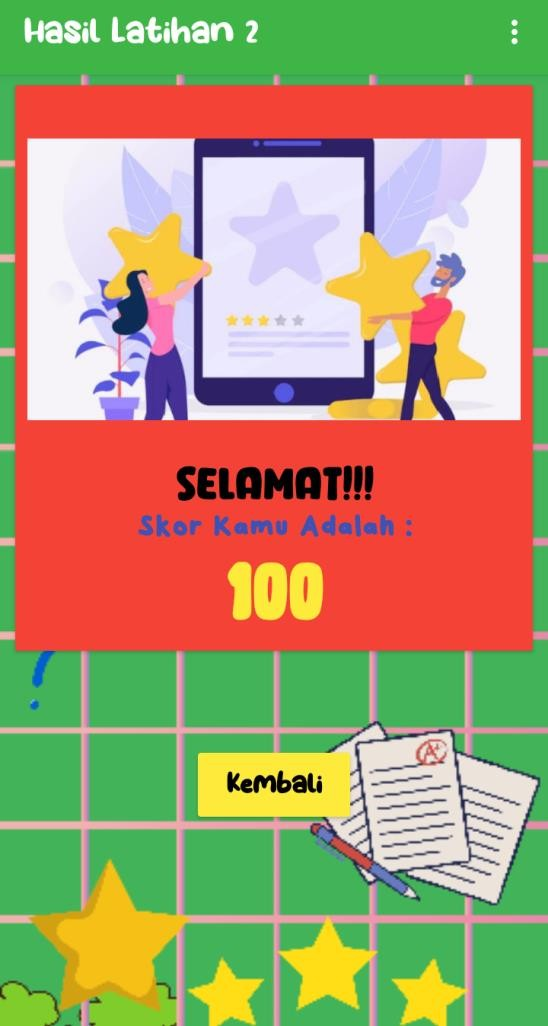 Hasil Latihan 2
SELAMAT!!!
Skor Kamu Adalah :
100
?
A+
Kembali